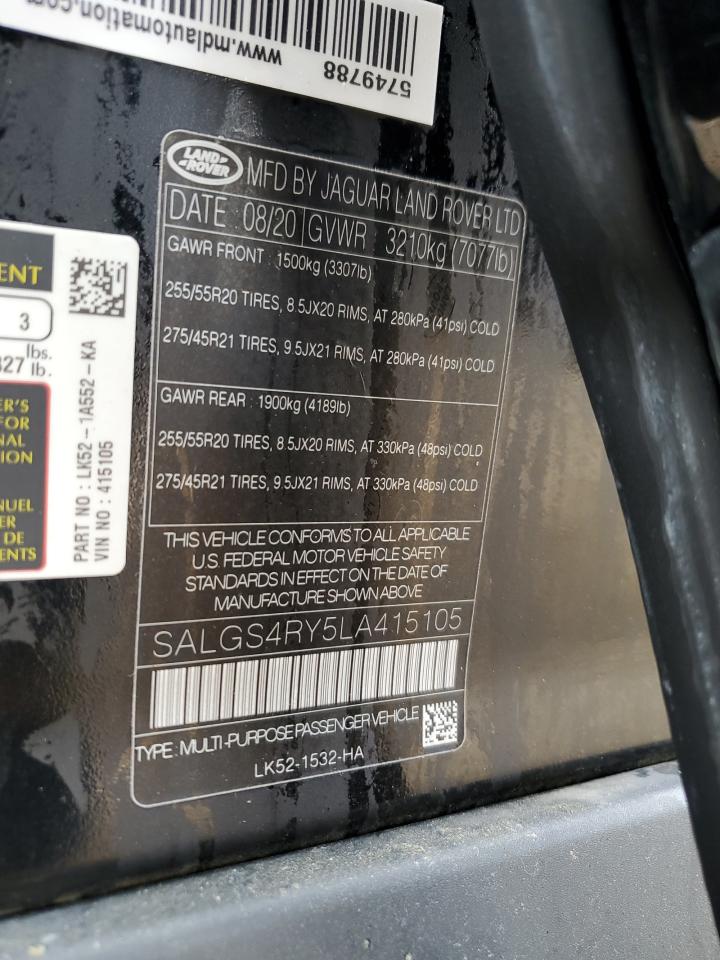 www.mdlautomation.com
5749788
LAND
ROVER
MFD BY JAGUAR LAND ROVER LTD
DATE 08/20 GVWR 3210kg (7077lb)
GAWR FRONT 1500kg (3307lb)
255/55R20 TIRES, 8.5JX20 RIMS, AT 280kPa (41psi) COLD
275/45R21 TIRES, 9.5JX21 RIMS, AT 280kPa (41psi) COLD
GAWR REAR : 1900kg (4189lb)
255/55R20 TIRES, 8.5JX20 RIMS, AT 330kPa (48psi) COLD
275/45R21 TIRES, 9.5JX21 RIMS, AT 330kPa (48psi) COLD
THIS VEHICLE CONFORMS TO ALL APPLICABLE
U.S. FEDERAL MOTOR VEHICLE SAFETY
STANDARDS IN EFFECT ON THE DATE OF
MANUFACTURE SHOWN ABOVE
SALGS4RY5LA415105
TYPE : MULTI-PURPOSE PASSENGER VEHICLE
LK52-1532-HA
3
lbs.
327 lb.
FOR
DE
PART NO : LK52-1A552-KA
VIN NO : 415105